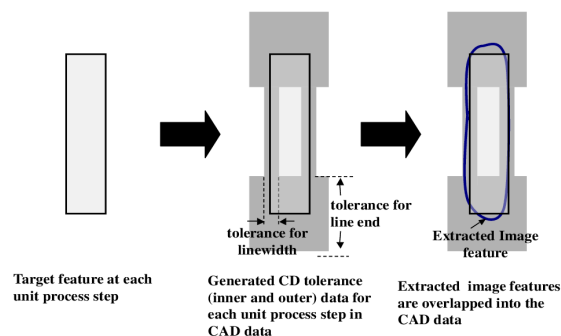 tolerance for
line end
tolerance for
linewidth
Extracted Image
feature
Target feature at each
unit process step
Generated CD tolerance
(inner and outer) data for
each unit process step in
CAD data
Extracted image features
are overlapped into the
CAD data